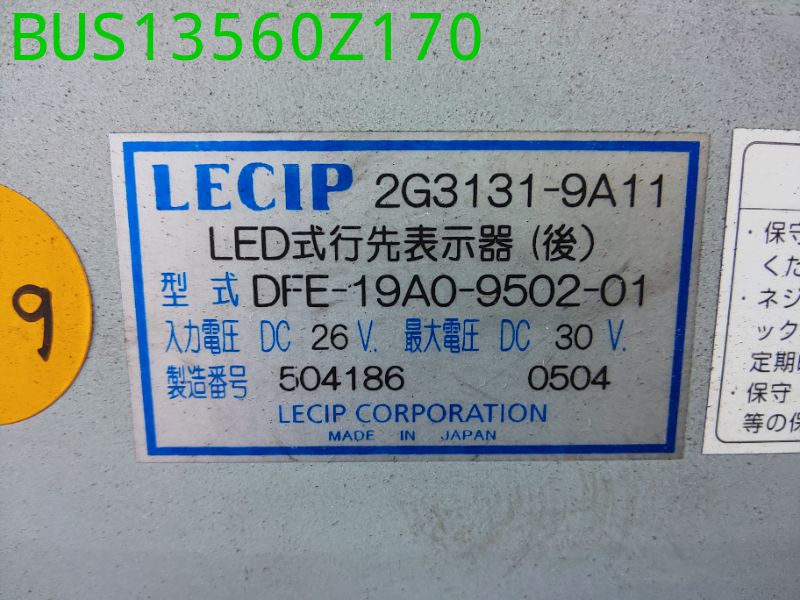 BUS13560Z170
LECIP 2G3131-9A11
LED式行先表示器 (後)
型 式 DFE-19A0-9502-01
入力電圧 DC 26 V. 最大電圧 DC 30 V.
製造番号 504186 0504
LECIP CORPORATION
MADE IN JAPAN
9
・保守
くだ
・ネジ
ック
定期
・保守
等の保